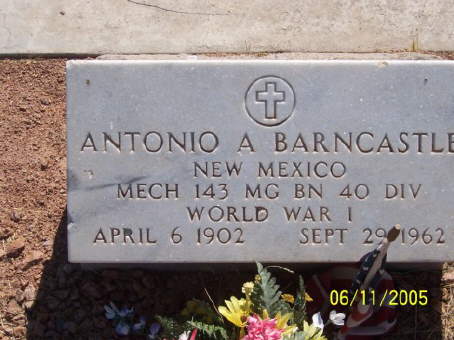 ANTONIO A BARNCASTLE
NEW MEXICO
MECH 143 MG BN 40 DIV
WORLD WAR I
APRIL 6 1902 SEPT 29 1962
06/11/2005